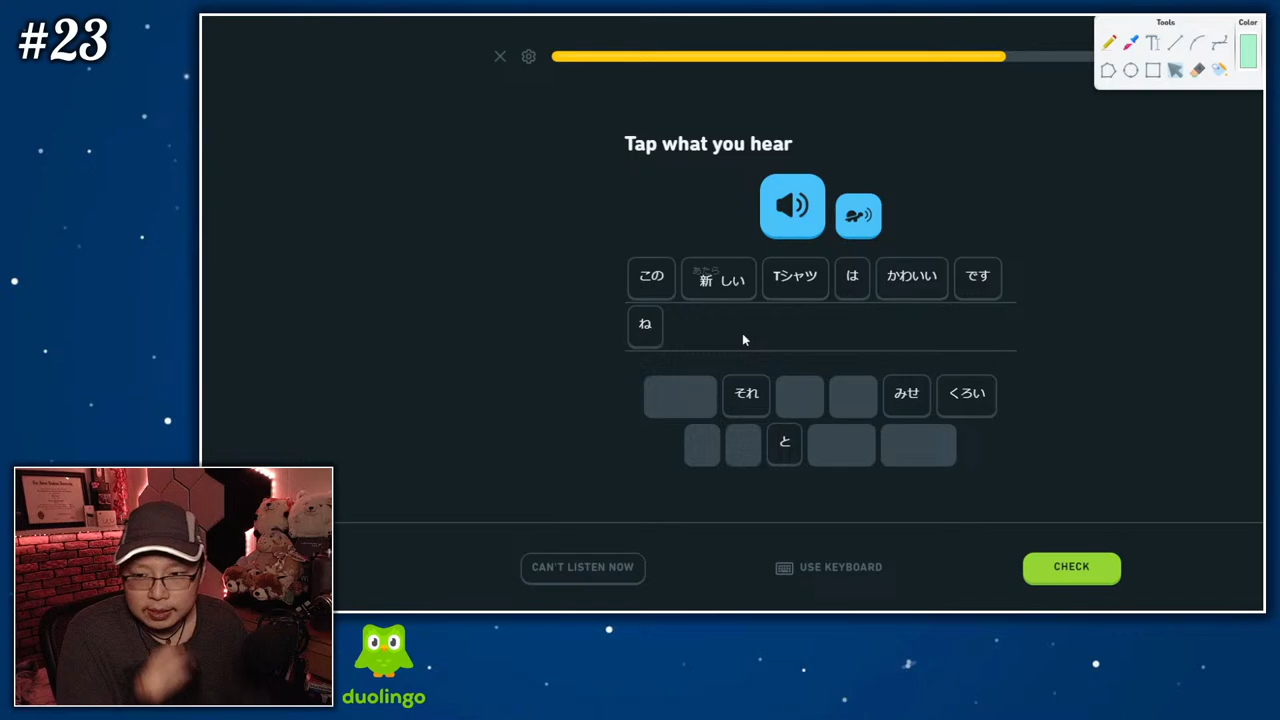 #23
Tools
Color
Tap what you hear
この 新しい Tシャツ は かわいい です
あたら
ね
それ みせ くろい
と
CAN'T LISTEN NOW
USE KEYBOARD
CHECK
duolingo